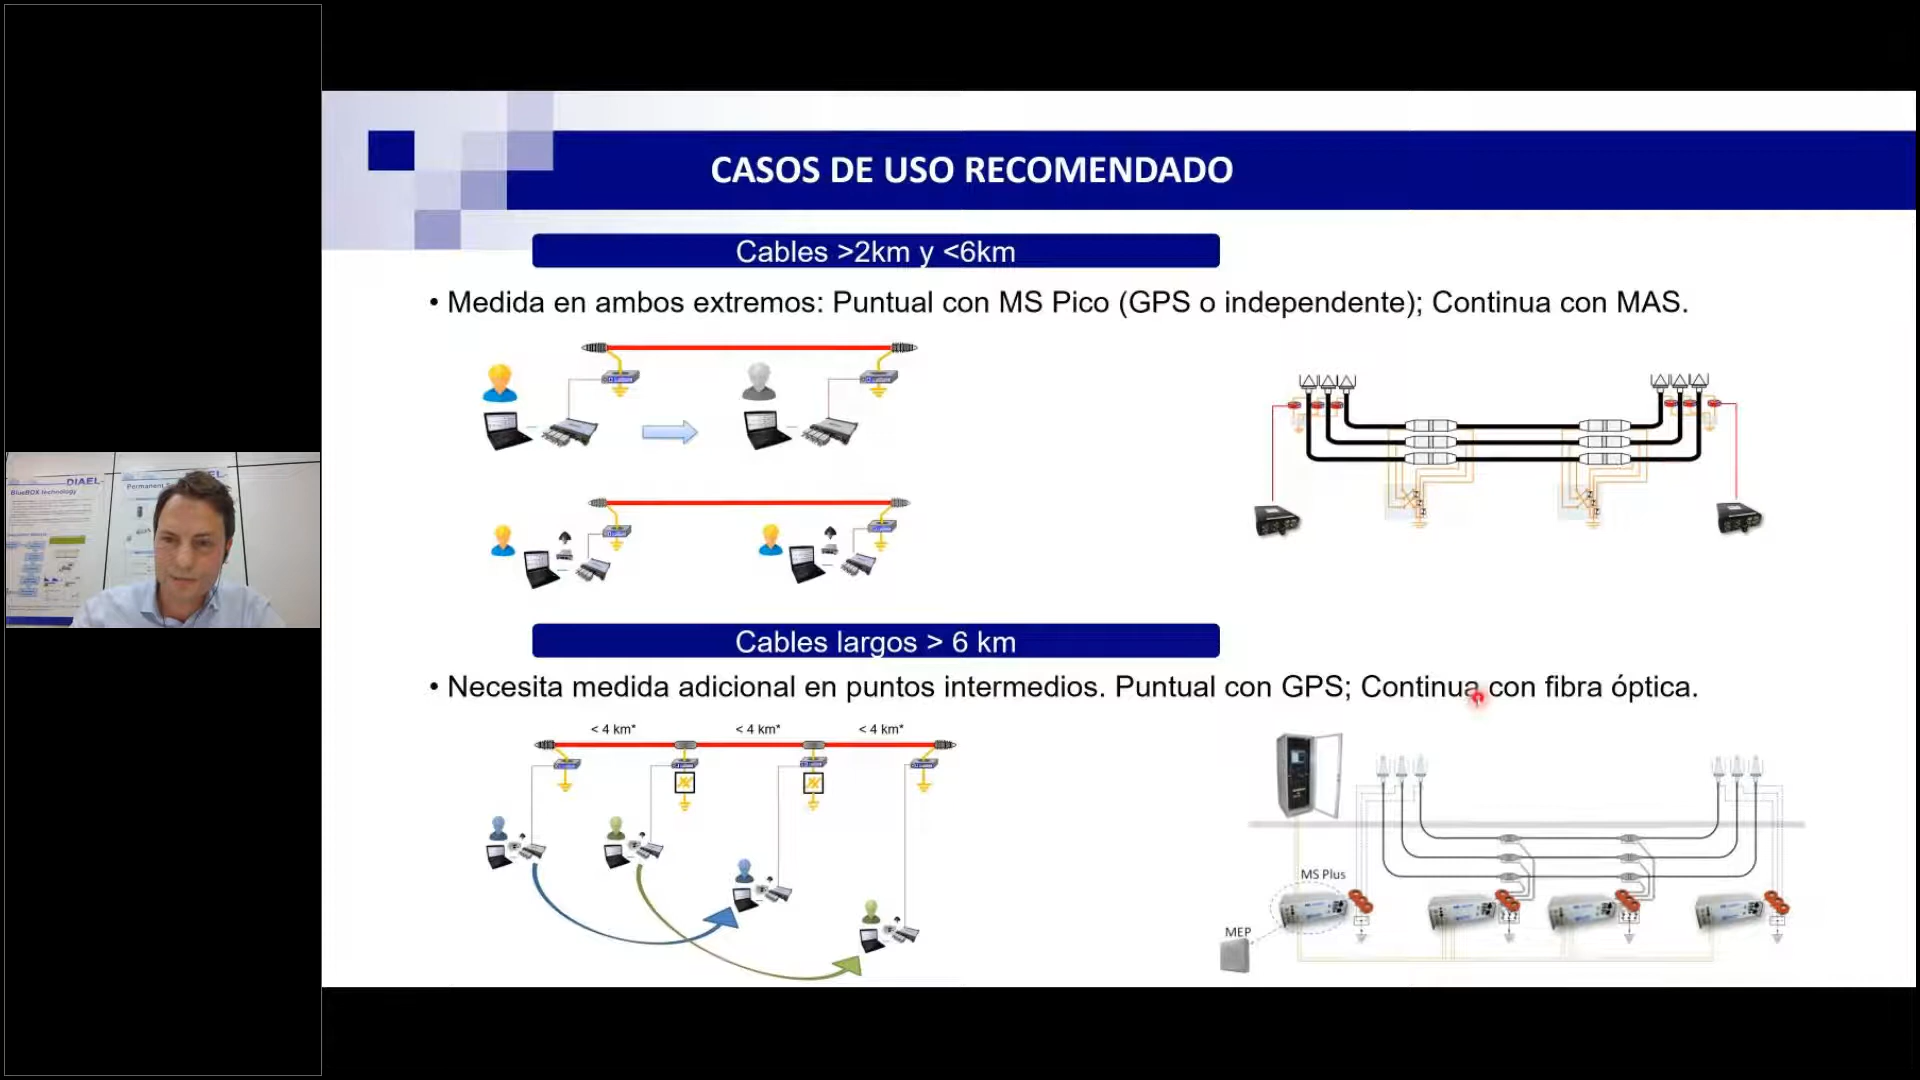 CASOS DE USO RECOMENDADO
Cables >2km y <6km
• Medida en ambos extremos: Puntual con MS Pico (GPS o independente); Continua con MAS.
Cables largos > 6 km
• Necesita medida adicional en puntos intermedios. Puntual con GPS; Continua con fibra óptica.
< 4 km*
< 4 km*
< 4 km*
MS Plus
MEP
DIAEL
BlueBOX technology
Permanent